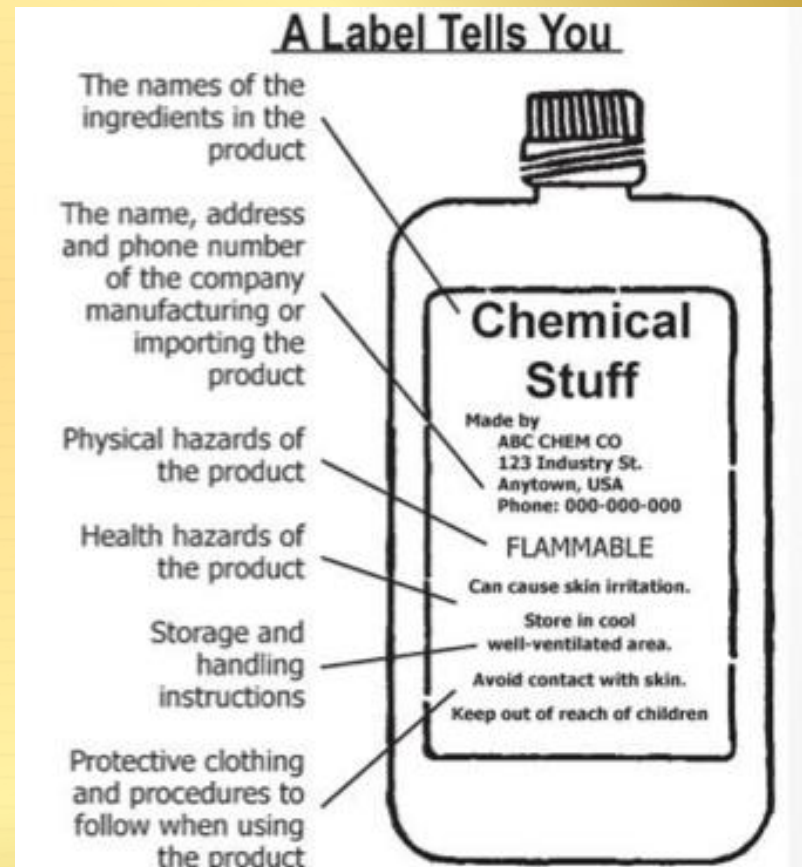 A Label Tells You
The names of the
ingredients in the
product
The name, address
and phone number
of the company
manufacturing or
importing the
product
Physical hazards of
the product
Health hazards of
the product
Storage and
handling
instructions
Protective clothing
and procedures to
follow when using
the product
Chemical
Stuff
Made by
ABC CHEM CO
123 Industry St.
Anytown, USA
Phone: 000-000-000
FLAMMABLE
Can cause skin irritation.
Store in cool
well-ventilated area.
Avoid contact with skin.
Keep out of reach of children